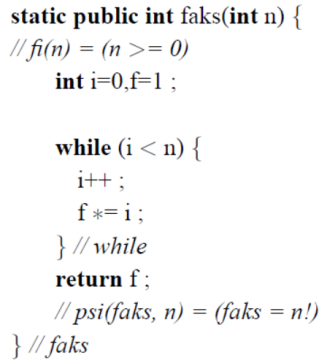 static public int faks(int n) {
// fi(n) = (n >= 0)
int i=0,f=1 ;
while (i < n) {
i++ ;
f *= i ;
} // while
return f ;
// psi(faks, n) = (faks = n!)
} // faks